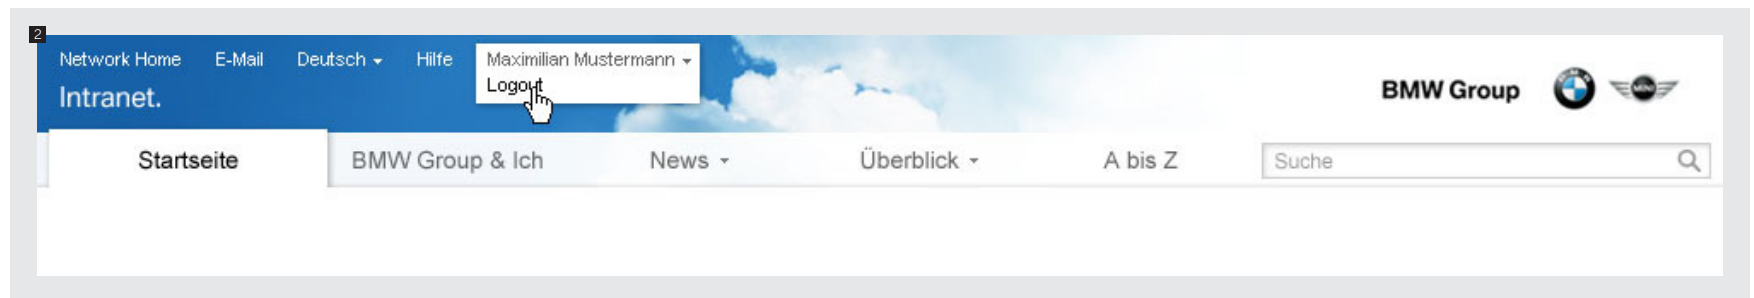 2
Network Home E-Mail Deutsch Hilfe Maximilian Mustermann
Logout
Intranet.
BMW Group
Startseite BMW Group & Ich News Überblick A bis Z Suche